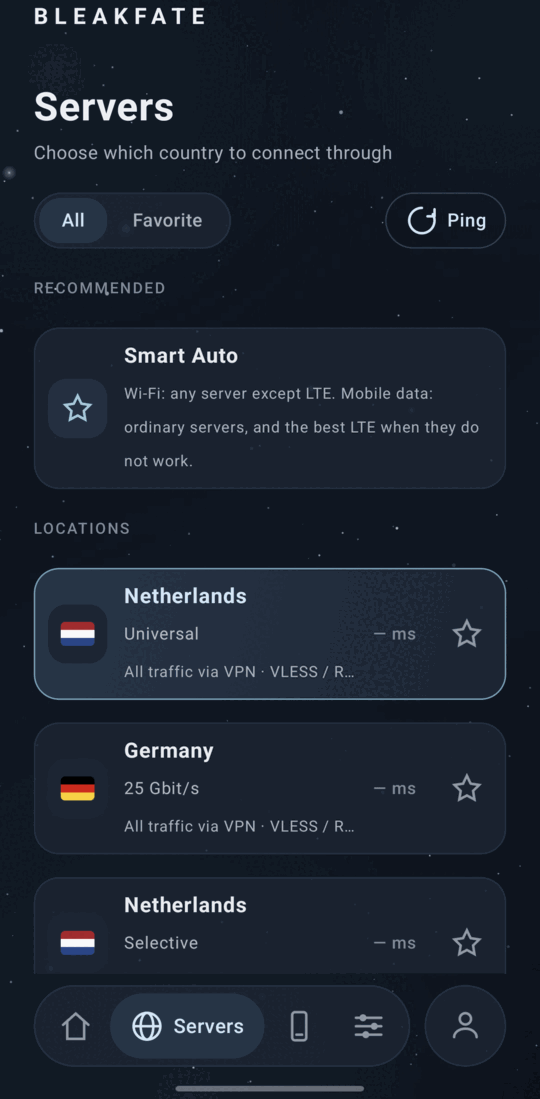 BLEAKFATE
Servers
Choose which country to connect through
All
Favorite
Ping
RECOMMENDED
Smart Auto
Wi-Fi: any server except LTE. Mobile data:
ordinary servers, and the best LTE when they do
not work.
LOCATIONS
Netherlands
Universal
— ms
All traffic via VPN · VLESS / R…
Germany
25 Gbit/s
— ms
All traffic via VPN · VLESS / R…
Netherlands
Selective
— ms
Servers